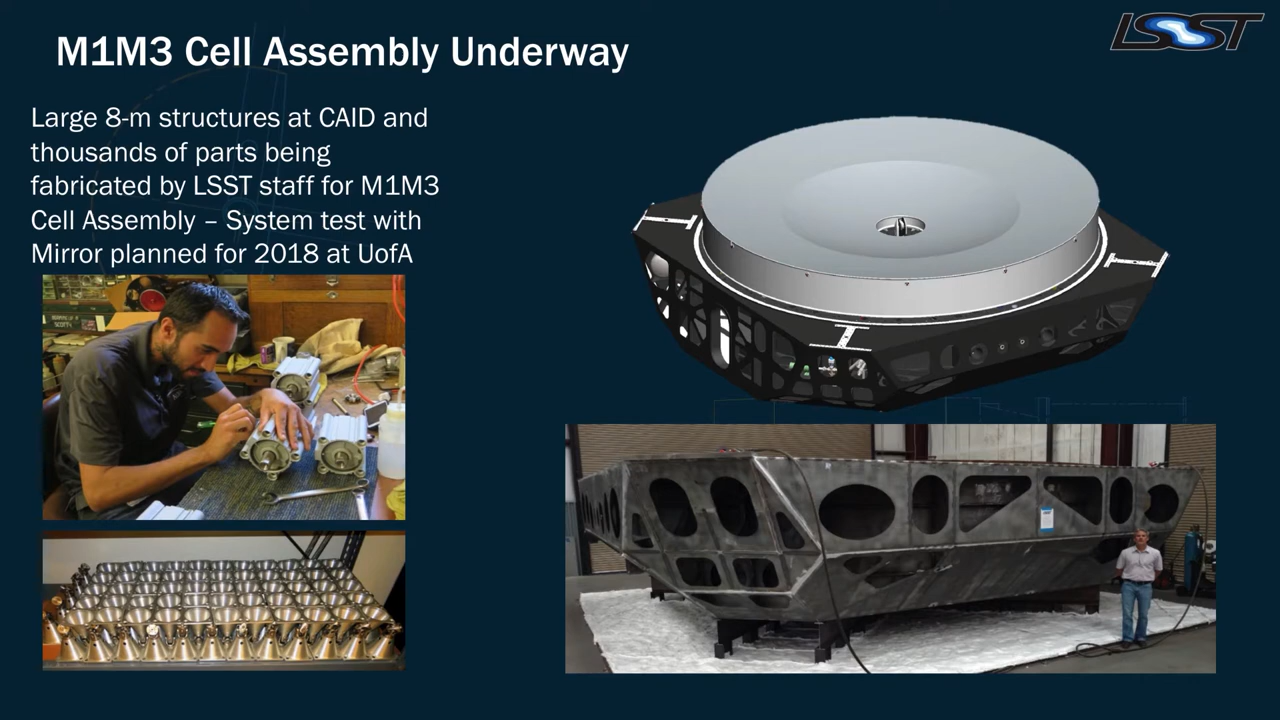 M1M3 Cell Assembly Underway
LSST
Large 8-m structures at CAID and
thousands of parts being
fabricated by LSST staff for M1M3
Cell Assembly – System test with
Mirror planned for 2018 at UofA